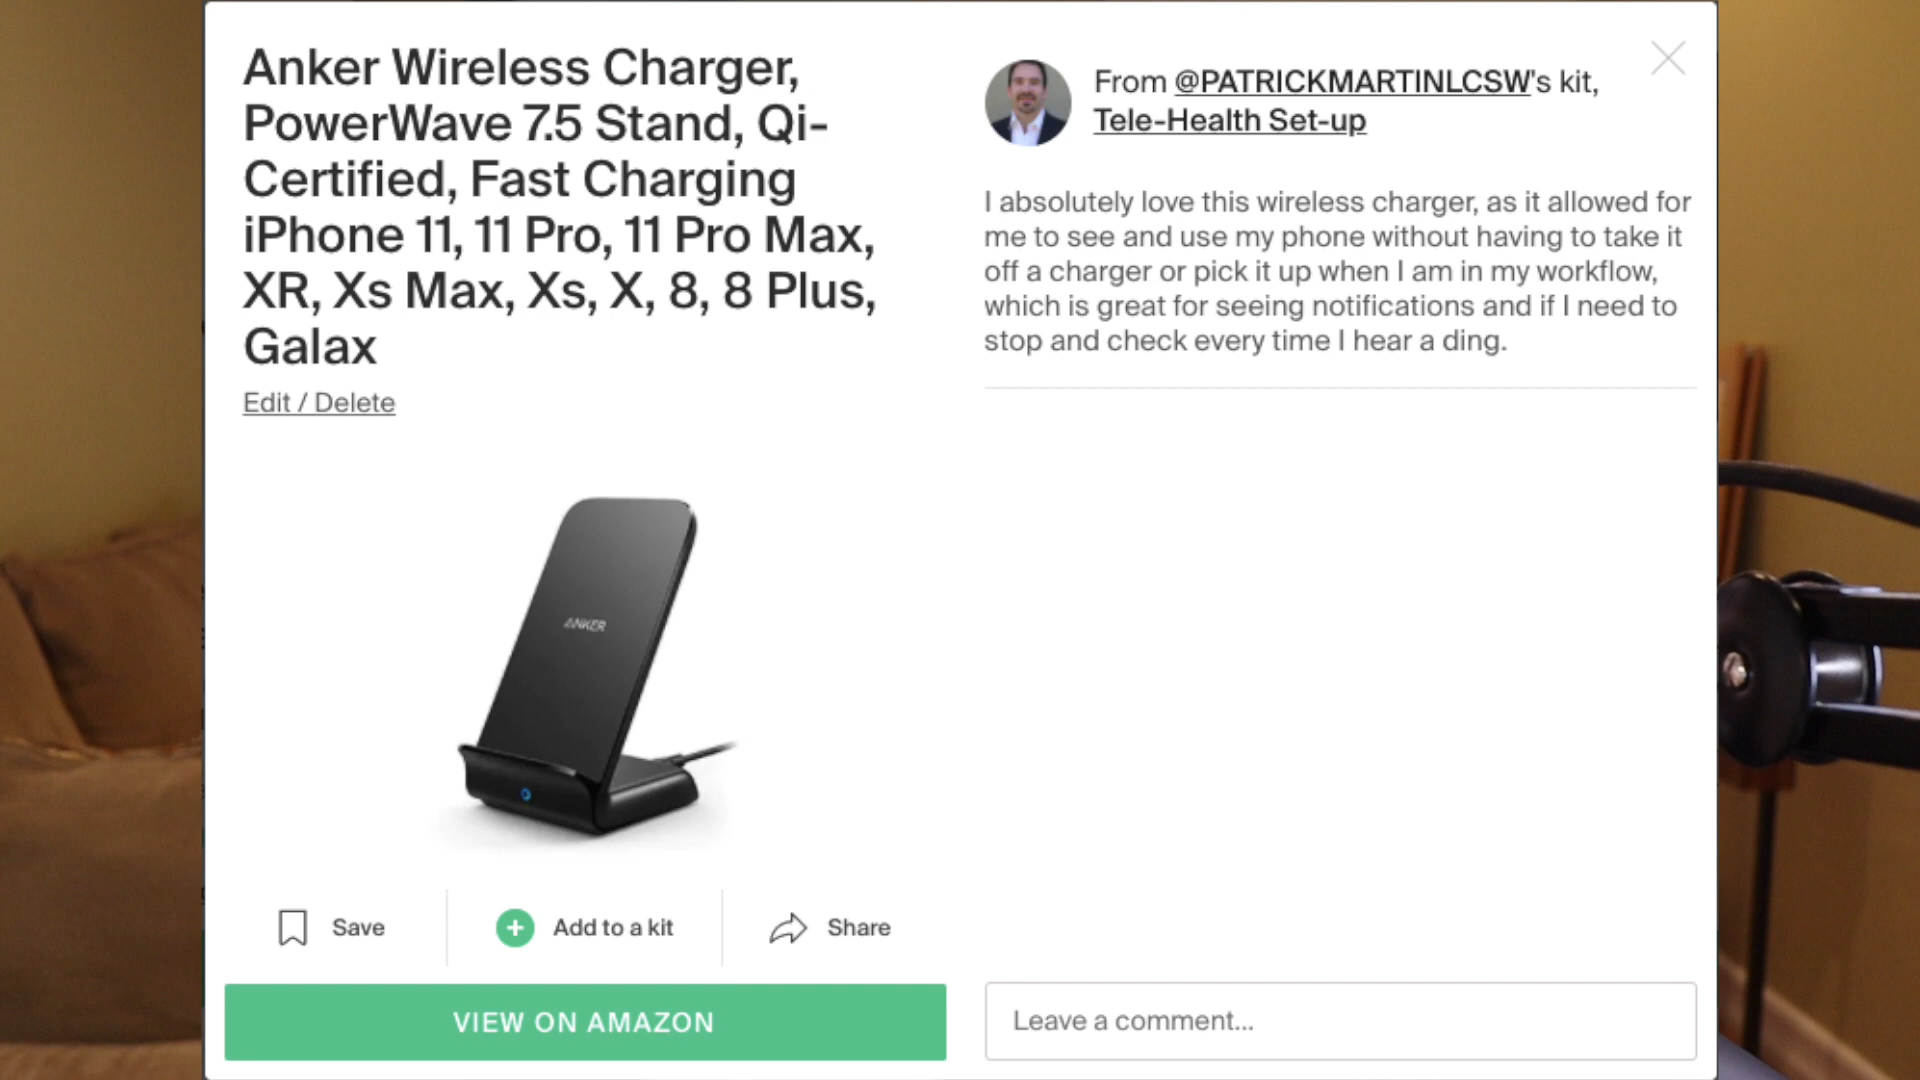 Anker Wireless Charger,
PowerWave 7.5 Stand, Qi-
Certified, Fast Charging
iPhone 11, 11 Pro, 11 Pro Max,
XR, Xs Max, Xs, X, 8, 8 Plus,
Galax
Edit / Delete
ANKER
Save
Add to a kit
Share
VIEW ON AMAZON
From @PATRICKMARTINLCSW's kit,
Tele-Health Set-up
I absolutely love this wireless charger, as it allowed for
me to see and use my phone without having to take it
off a charger or pick it up when I am in my workflow,
which is great for seeing notifications and if I need to
stop and check every time I hear a ding.
Leave a comment...